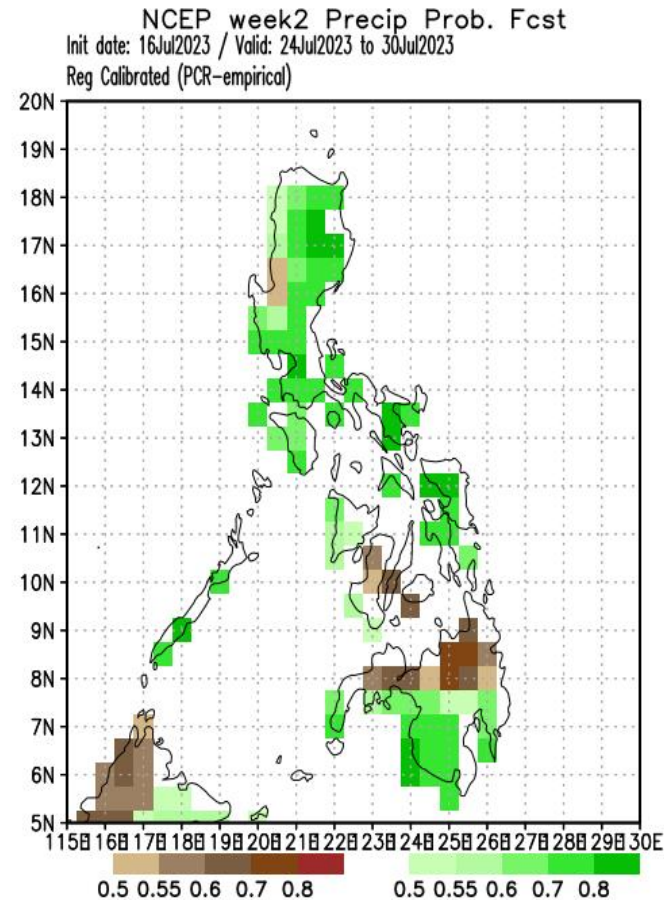 NCEP week2 Precip Prob. Fcst
Init date: 16Jul2023 / Valid: 24Jul2023 to 30Jul2023
Reg Calibrated (PCR-empirical)
20N
19N
18N
17N
16N
15N
14N
13N
12N
11N
10N
9N
8N
7N
6N
5N
115E 116E 117E 118E 119E 120E 121E 122E 123E 124E 125E 126E 127E 128E 129E 130E
0.5 0.55 0.6 0.7 0.8 0.5 0.55 0.6 0.7 0.8